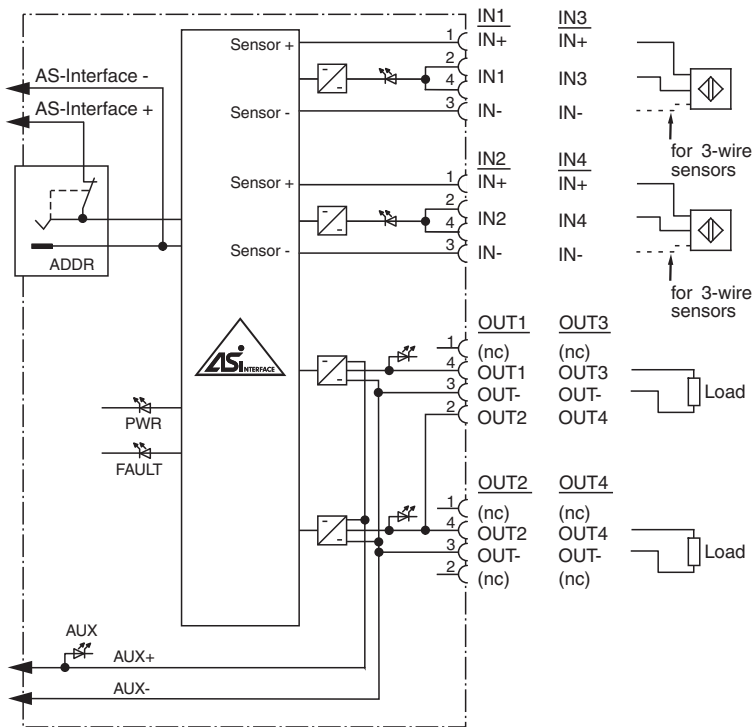 IN1 IN3
Sensor + 1 IN+ IN+
2
AS-Interface - IN1 IN3
4
AS-Interface + Sensor - 3 IN- IN-
for 3-wire
sensors
IN2 IN4
Sensor + 1 IN+ IN+
2
IN2 IN4
4
Sensor - 3 IN- IN-
ADDR
for 3-wire
sensors
OUT1 OUT3
1 (nc) (nc)
ASi INTERFACE
4 OUT1 OUT3
3 OUT- OUT- Load
2 OUT2 OUT4
PWR
FAULT
OUT2 OUT4
1 (nc) (nc)
4 OUT2 OUT4
3 OUT- OUT- Load
2 (nc) (nc)
AUX
AUX+
AUX-